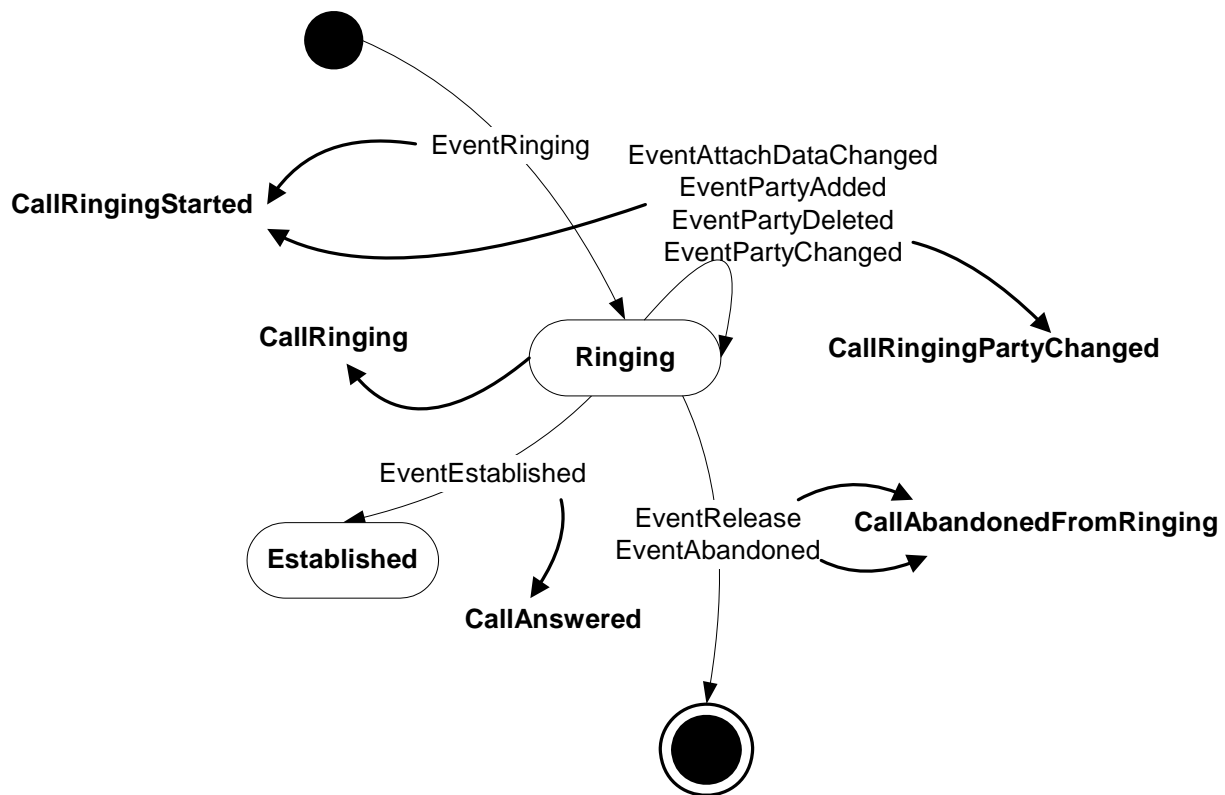 EventRinging
EventAttachDataChanged
EventPartyAdded
EventPartyDeleted
EventPartyChanged
CallRingingStarted
CallRinging
Ringing
CallRingingPartyChanged
EventEstablished
EventRelease
EventAbandoned
CallAbandonedFromRinging
Established
CallAnswered